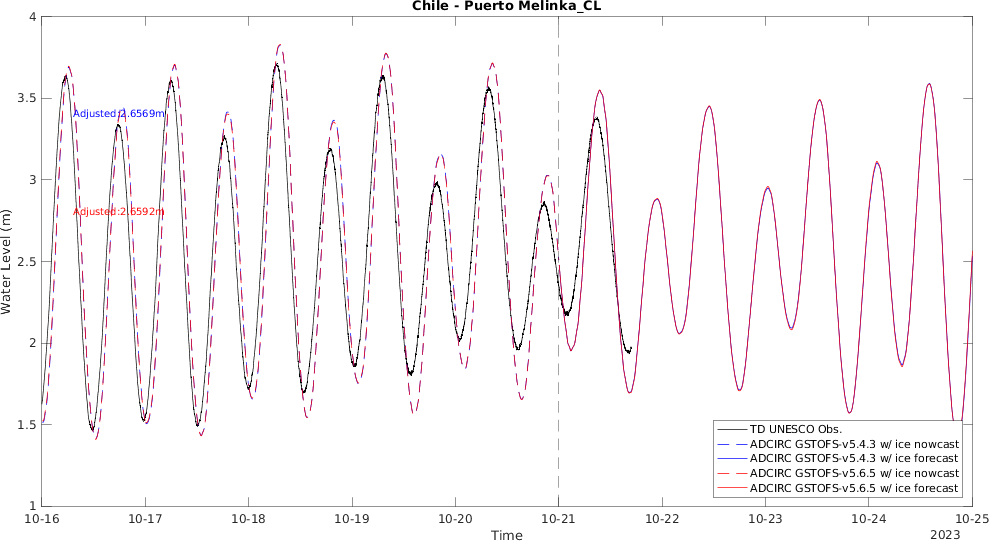 Chile - Puerto Melinka_CL
4
3.5
3
2.5
2
1.5
1
Water Level (m)
Adjusted:2.6569m
Adjusted:2.6592m
TD UNESCO Obs.
ADCIRC GSTOFS-v5.4.3 w/ ice nowcast
ADCIRC GSTOFS-v5.4.3 w/ ice forecast
ADCIRC GSTOFS-v5.6.5 w/ ice nowcast
ADCIRC GSTOFS-v5.6.5 w/ ice forecast
10-16 10-17 10-18 10-19 10-20 10-21 10-22 10-23 10-24 10-25
Time
2023